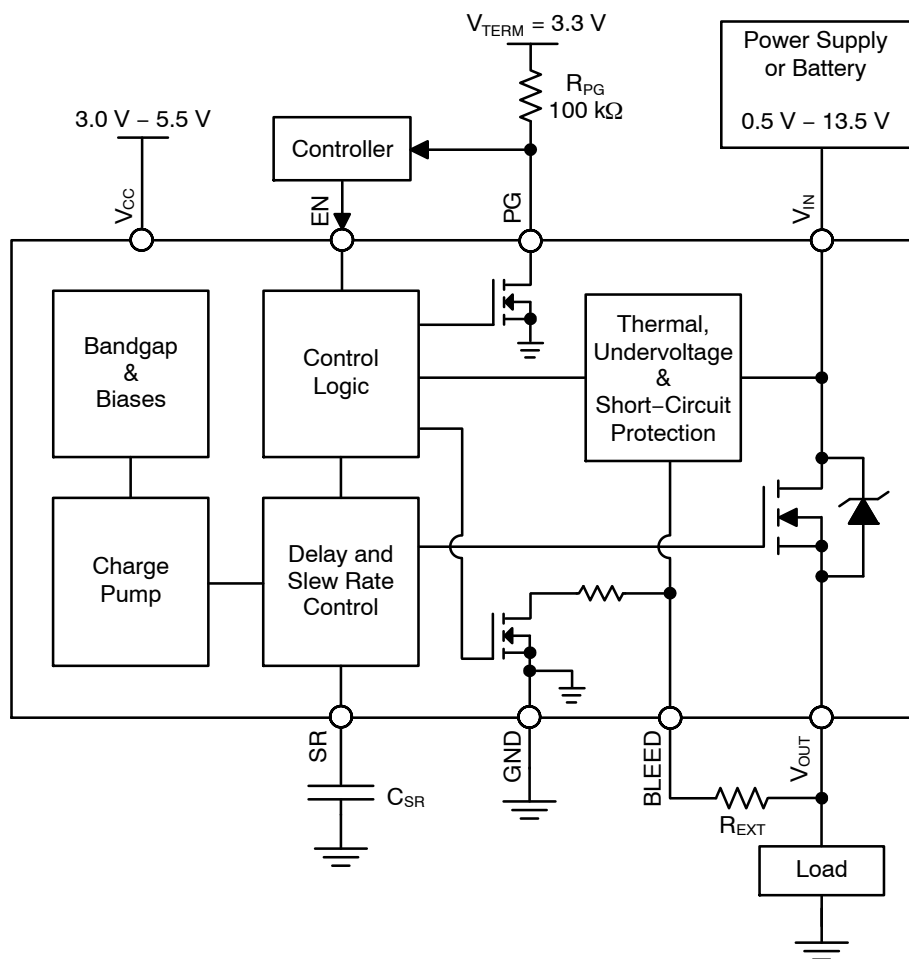 V_TERM = 3.3 V
R_PG
100 kΩ
Power Supply
or Battery
0.5 V − 13.5 V
3.0 V − 5.5 V
Controller
V_CC
EN
PG
V_IN
Bandgap
&
Biases
Control
Logic
Thermal,
Undervoltage
&
Short−Circuit
Protection
Charge
Pump
Delay and
Slew Rate
Control
SR
GND
BLEED
V_OUT
C_SR
R_EXT
Load